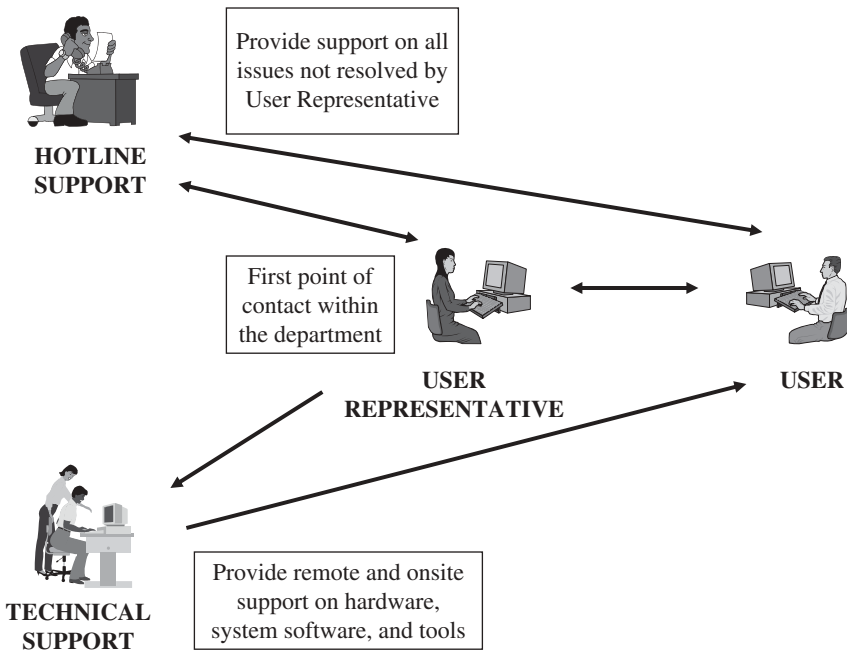 Provide support on all
issues not resolved by
User Representative
HOTLINE
SUPPORT
First point of
contact within
the department
USER
REPRESENTATIVE
USER
Provide remote and onsite
support on hardware,
system software, and tools
TECHNICAL
SUPPORT